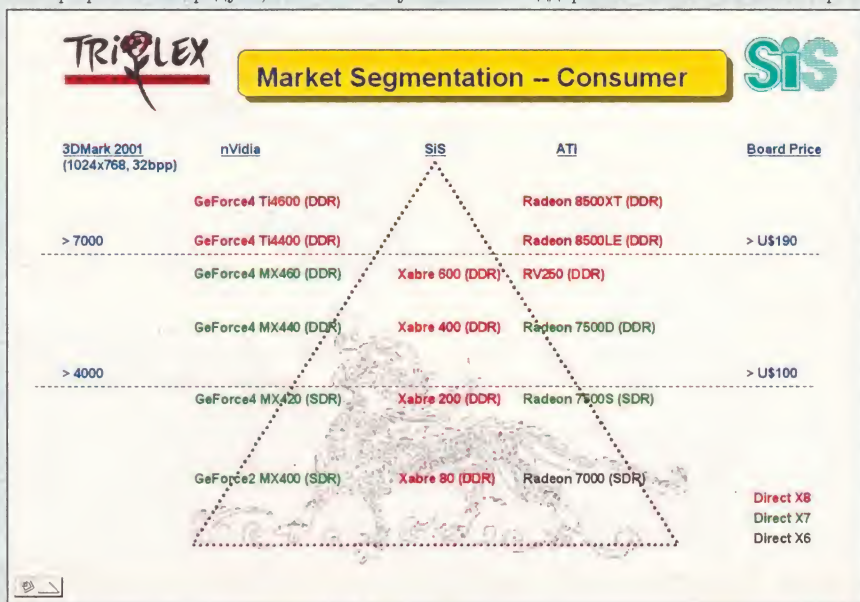 TRiPLEX
Market Segmentation -- Consumer
SiS
3DMark 2001 nVidia SiS ATi Board Price
(1024x768, 32bpp)
GeForce4 Ti4600 (DDR) Radeon 8500XT (DDR)
> 7000 GeForce4 Ti4400 (DDR) Radeon 8500LE (DDR) > U$190
GeForce4 MX460 (DDR) Xabre 600 (DDR) RV250 (DDR)
GeForce4 MX440 (DDR) Xabre 400 (DDR) Radeon 7500D (DDR)
> 4000 > U$100
GeForce4 MX420 (SDR) Xabre 200 (DDR) Radeon 7500S (SDR)
GeForce2 MX400 (SDR) Xabre 80 (DDR) Radeon 7000 (SDR)
Direct X8
Direct X7
Direct X6